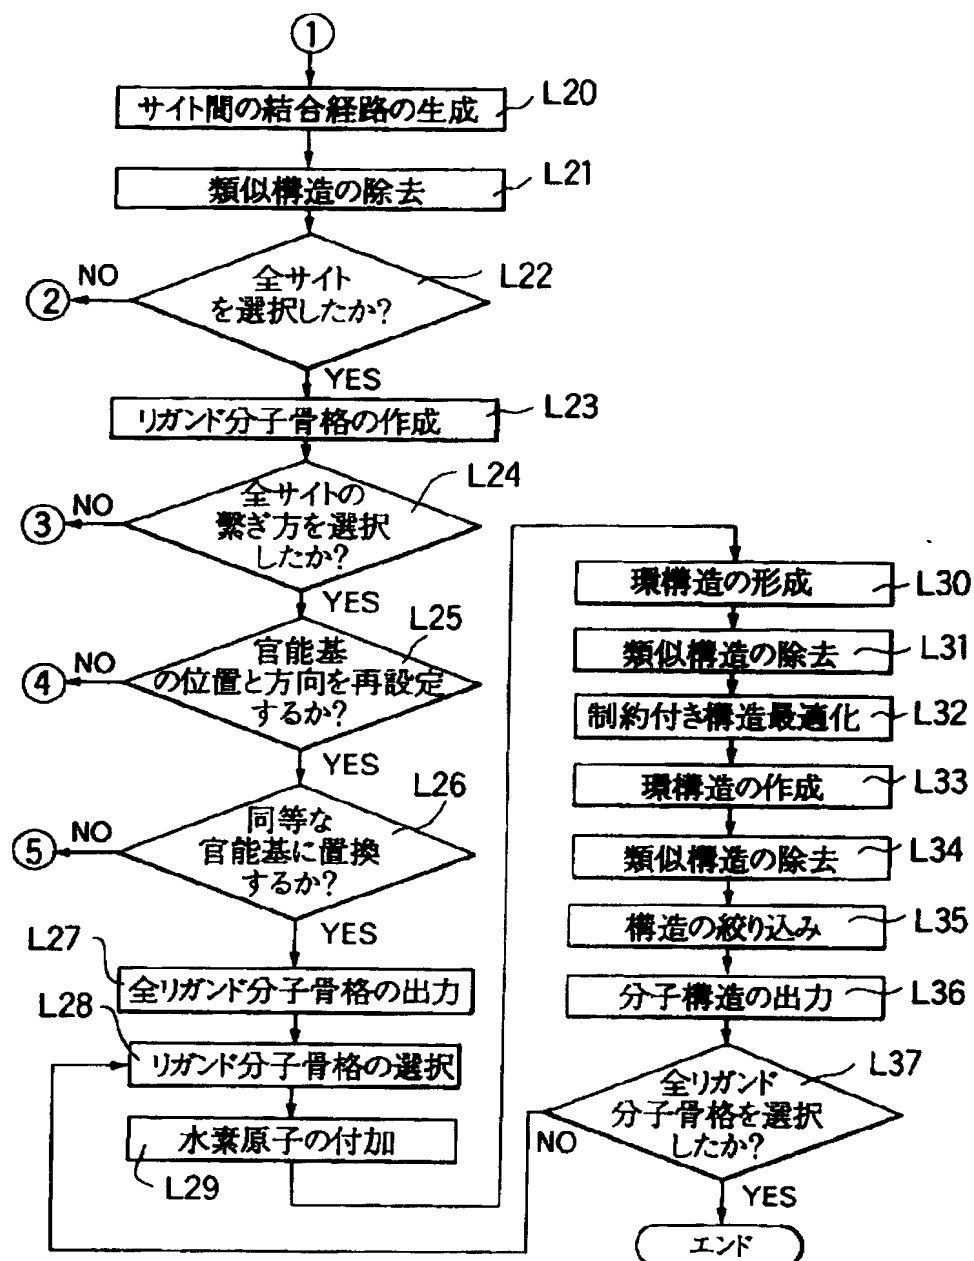 1
サイト間の結合経路の生成
L20
類似構造の除去
L21
全サイト
を選択したか?
L22
NO
2
YES
リガンド分子骨格の作成
L23
全サイトの
繋ぎ方を選択
したか?
L24
NO
3
YES
官能基
の位置と方向を再設定
するか?
L25
NO
4
YES
同等な
官能基に置換
するか?
L26
NO
5
YES
L27
全リガンド分子骨格の出力
L28
リガンド分子骨格の選択
水素原子の付加
L29
環構造の形成
L30
類似構造の除去
L31
制約付き構造最適化
L32
環構造の作成
L33
類似構造の除去
L34
構造の絞り込み
L35
分子構造の出力
L36
全リガンド
分子骨格を選択
したか?
L37
NO
YES
エンド